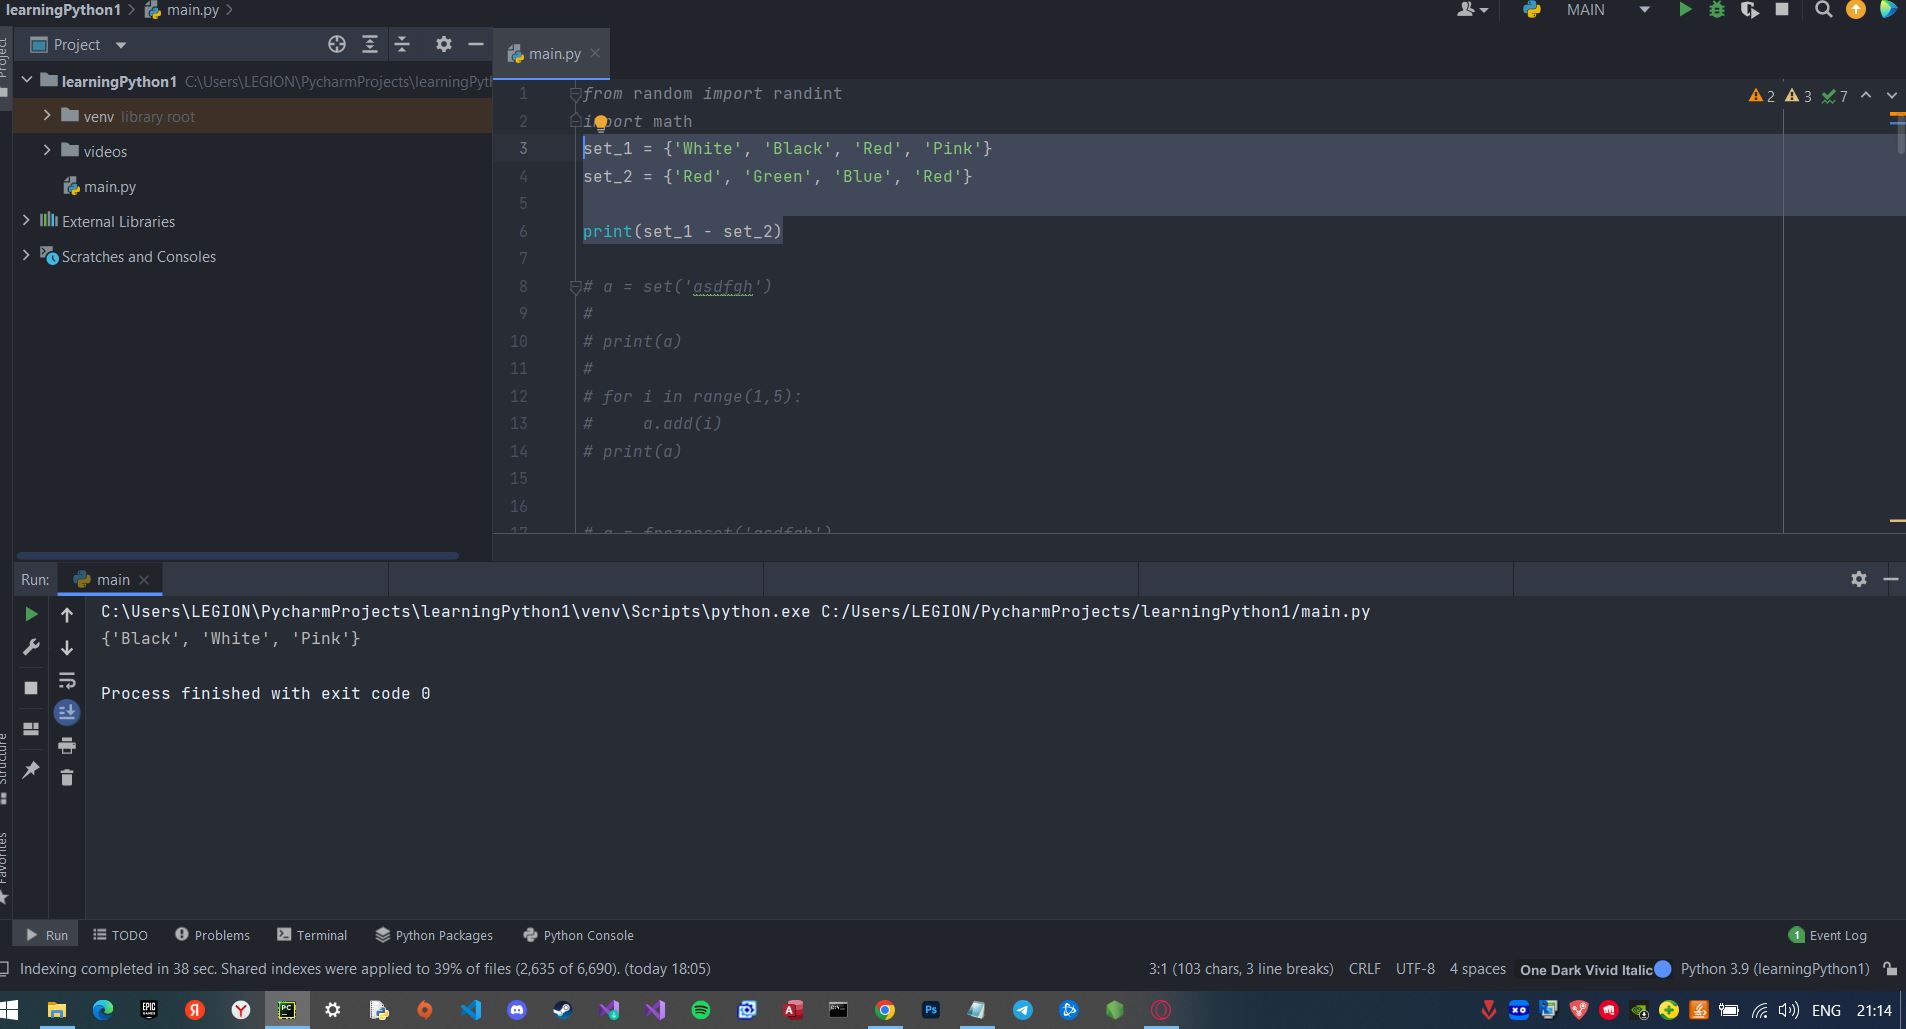 learningPython1 main.py
MAIN
Project
Project
main.py
learningPython1 C:\Users\LEGION\PycharmProjects\learningPyt
venv library root
videos
main.py
External Libraries
Scratches and Consoles
2 3 7
1 from random import randint
2 import math
3 set_1 = {'White', 'Black', 'Red', 'Pink'}
4 set_2 = {'Red', 'Green', 'Blue', 'Red'}
5
6 print(set_1 - set_2)
7
8 # a = set('asdfgh')
9 #
10 # print(a)
11 #
12 # for i in range(1,5):
13 #     a.add(i)
14 # print(a)
15
16
17 # a = frozenset('asdfgh')
Run: main
C:\Users\LEGION\PycharmProjects\learningPython1\venv\Scripts\python.exe C:/Users/LEGION/PycharmProjects/learningPython1/main.py
{'Black', 'White', 'Pink'}
Process finished with exit code 0
Structure
Favorites
Run TODO Problems Terminal Python Packages Python Console
1 Event Log
Indexing completed in 38 sec. Shared indexes were applied to 39% of files (2,635 of 6,690). (today 18:05)
3:1 (103 chars, 3 line breaks) CRLF UTF-8 4 spaces One Dark Vivid Italic Python 3.9 (learningPython1)
EPIC GAMES Я Y PC Ps XO ENG 21:14